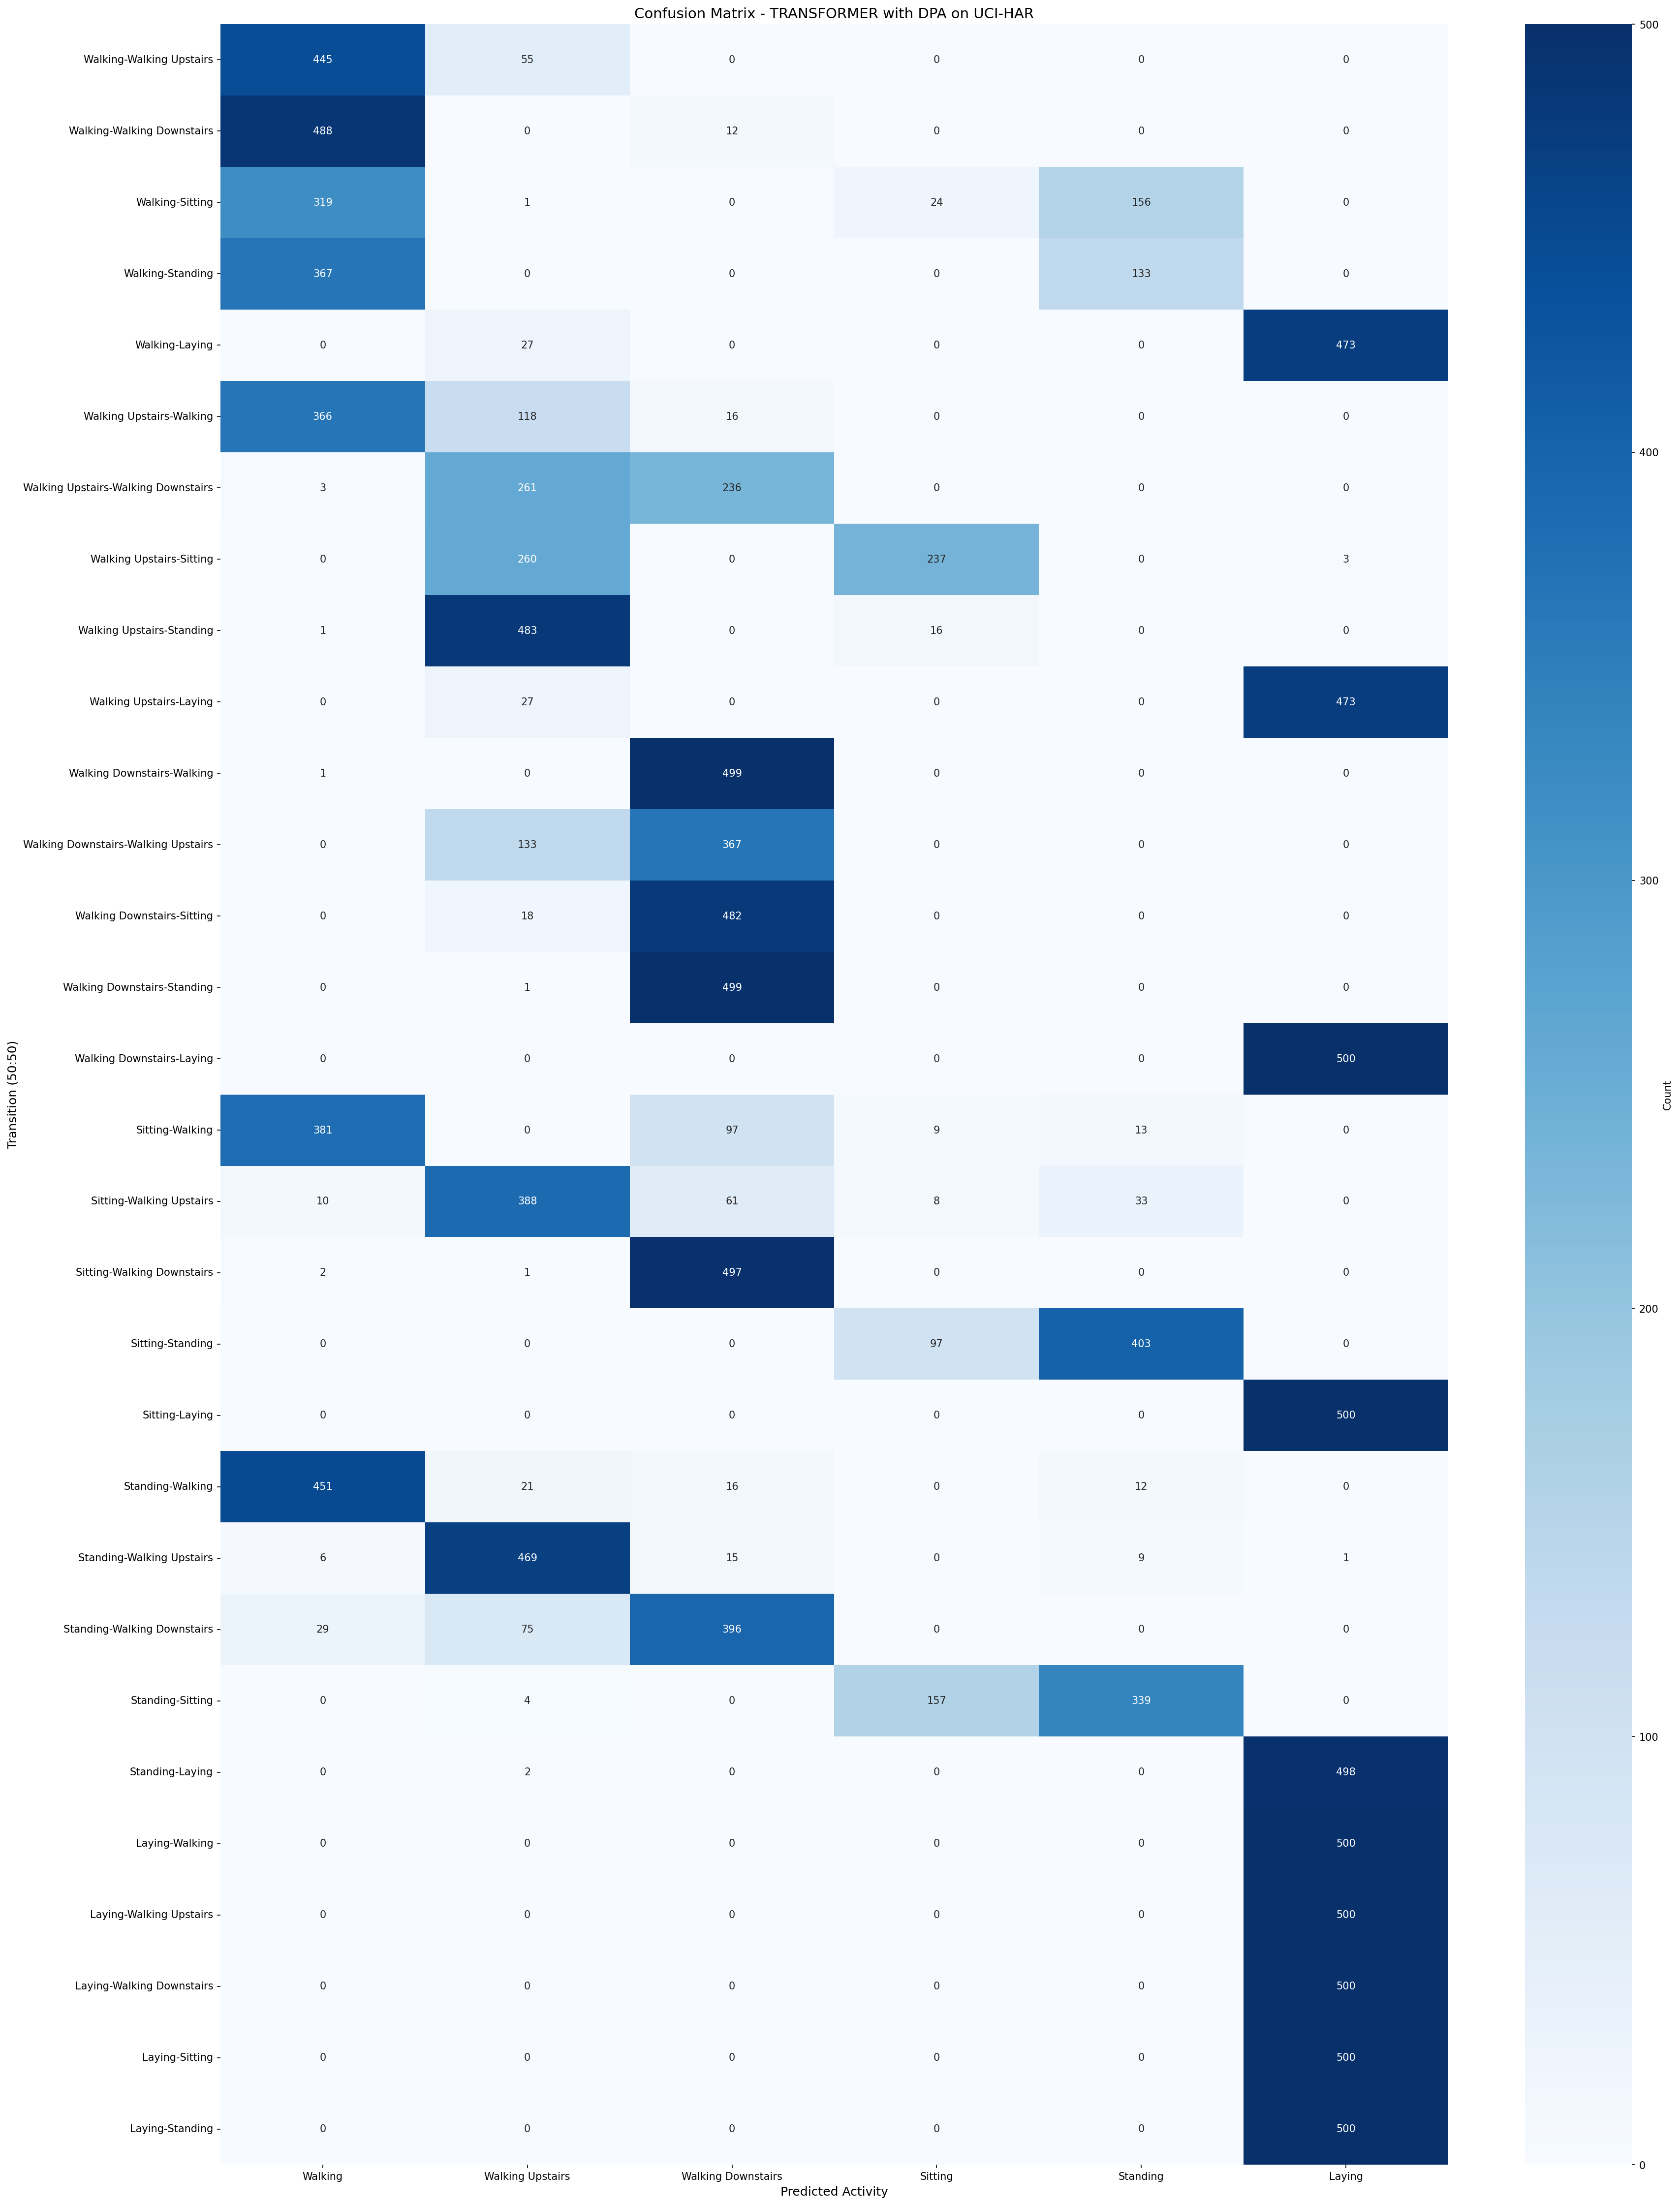 Confusion Matrix - TRANSFORMER with DPA on UCI-HAR
Walking-Walking Upstairs 445 55 0 0 0 0
Walking-Walking Downstairs 488 0 12 0 0 0
Walking-Sitting 319 1 0 24 156 0
Walking-Standing 367 0 0 0 133 0
Walking-Laying 0 27 0 0 0 473
Walking Upstairs-Walking 366 118 16 0 0 0
Walking Upstairs-Walking Downstairs 3 261 236 0 0 0
Walking Upstairs-Sitting 0 260 0 237 0 3
Walking Upstairs-Standing 1 483 0 16 0 0
Walking Upstairs-Laying 0 27 0 0 0 473
Walking Downstairs-Walking 1 0 499 0 0 0
Walking Downstairs-Walking Upstairs 0 133 367 0 0 0
Walking Downstairs-Sitting 0 18 482 0 0 0
Walking Downstairs-Standing 0 1 499 0 0 0
Walking Downstairs-Laying 0 0 0 0 0 500
Sitting-Walking 381 0 97 9 13 0
Sitting-Walking Upstairs 10 388 61 8 33 0
Sitting-Walking Downstairs 2 1 497 0 0 0
Sitting-Standing 0 0 0 97 403 0
Sitting-Laying 0 0 0 0 0 500
Standing-Walking 451 21 16 0 12 0
Standing-Walking Upstairs 6 469 15 0 9 1
Standing-Walking Downstairs 29 75 396 0 0 0
Standing-Sitting 0 4 0 157 339 0
Standing-Laying 0 2 0 0 0 498
Laying-Walking 0 0 0 0 0 500
Laying-Walking Upstairs 0 0 0 0 0 500
Laying-Walking Downstairs 0 0 0 0 0 500
Laying-Sitting 0 0 0 0 0 500
Laying-Standing 0 0 0 0 0 500
Walking Walking Upstairs Walking Downstairs Sitting Standing Laying
Predicted Activity
Transition (50:50)
500
400
300
200
100
0
Count